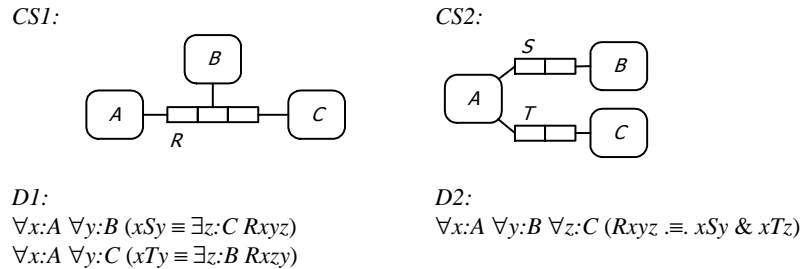 CS1:
CS2:
B
A
C
R
S
B
A
T
C
D1:
∀x:A ∀y:B (xSy ≡ ∃z:C Rxyz)
∀x:A ∀y:C (xTy ≡ ∃z:B Rxzy)
D2:
∀x:A ∀y:B ∀z:C (Rxyz .≡. xSy & xTz)